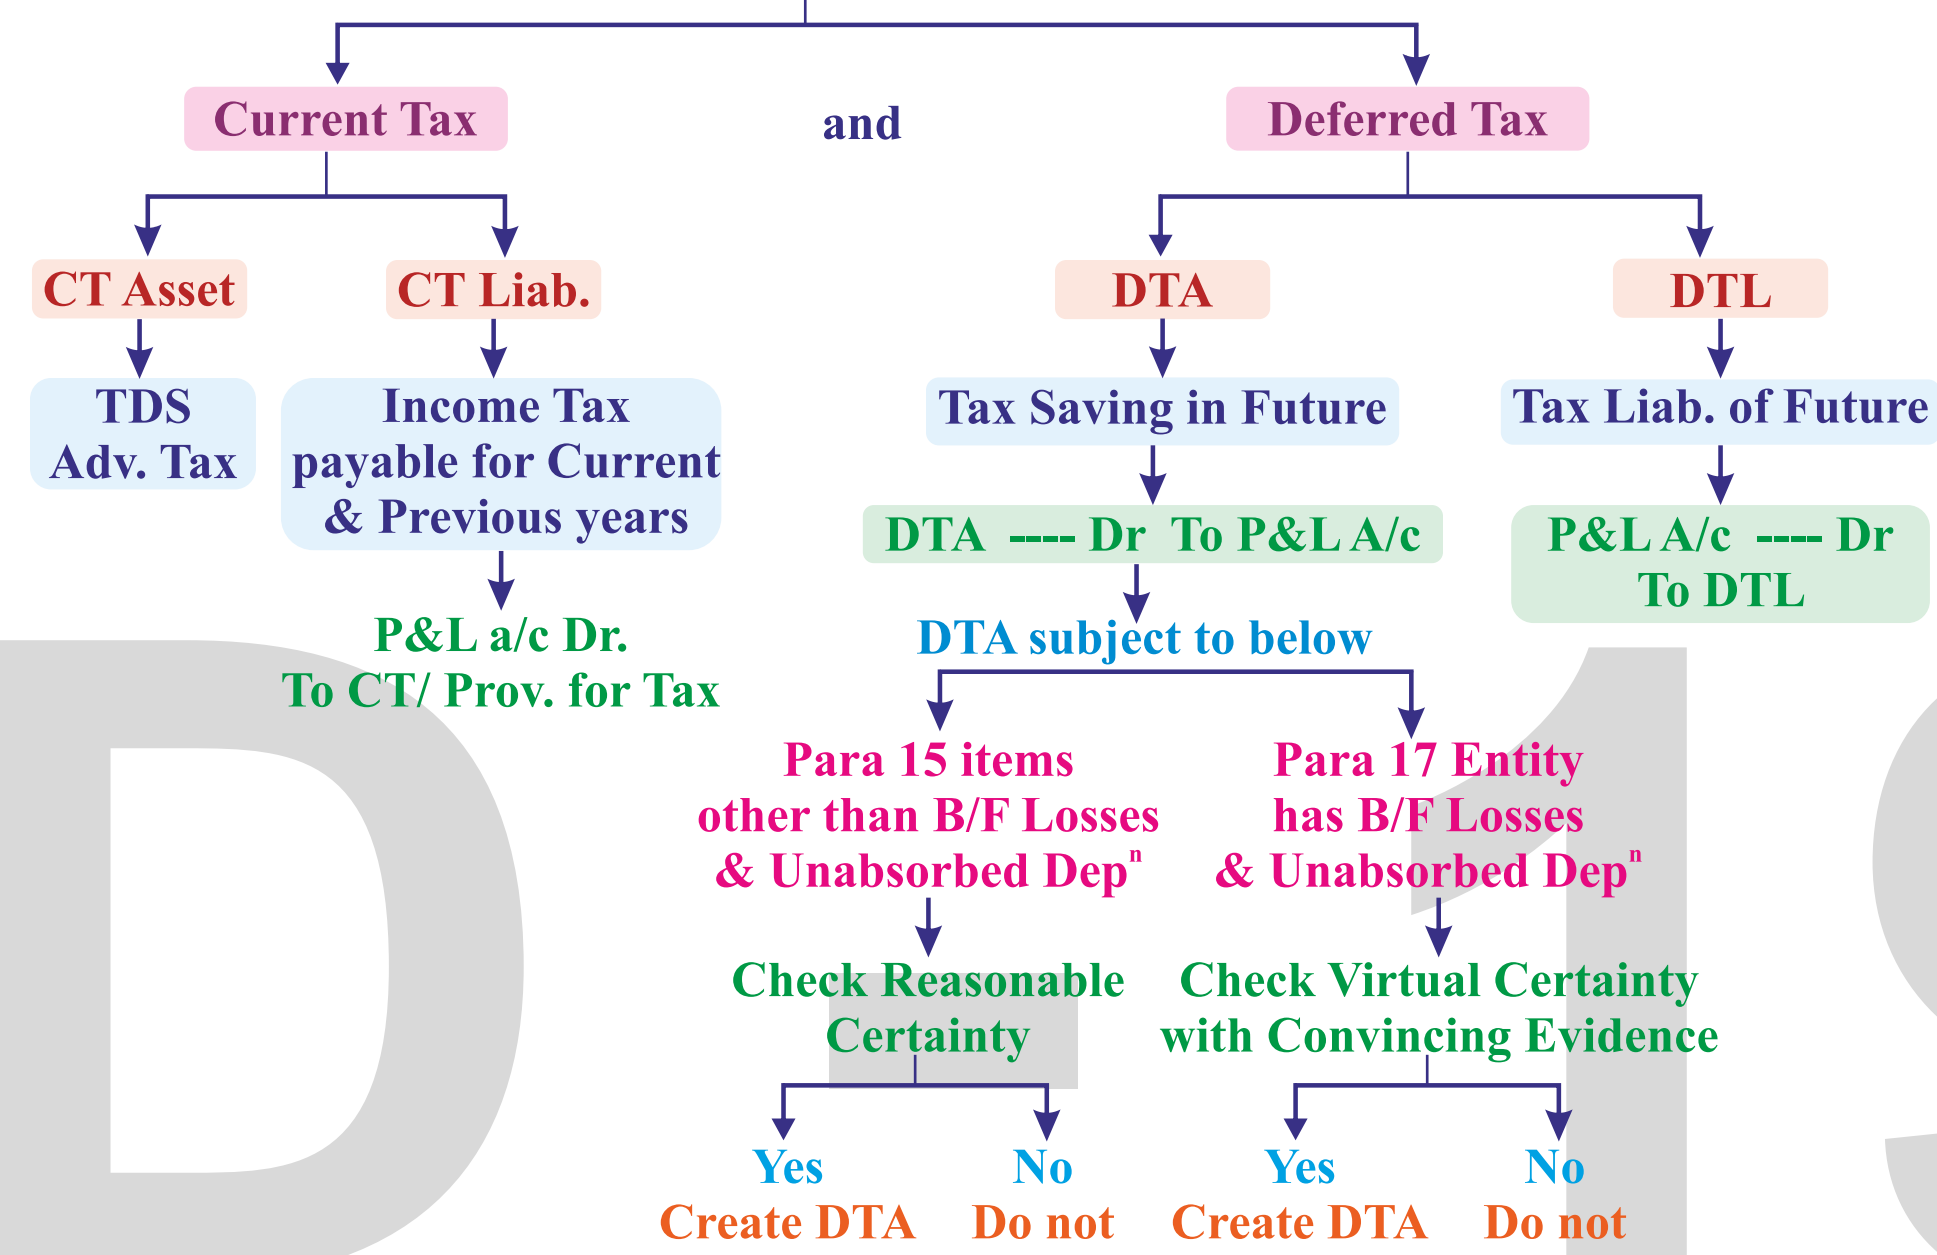 Current Tax
and
Deferred Tax
CT Asset
CT Liab.
DTA
DTL
TDS
Adv. Tax
Income Tax
payable for Current
& Previous years
Tax Saving in Future
Tax Liab. of Future
DTA ---- Dr To P&L A/c
P&L A/c ---- Dr
To DTL
P&L a/c Dr.
To CT/ Prov. for Tax
DTA subject to below
Para 15 items
other than B/F Losses
& Unabsorbed Depⁿ
Para 17 Entity
has B/F Losses
& Unabsorbed Depⁿ
Check Reasonable
Certainty
Check Virtual Certainty
with Convincing Evidence
Yes
Create DTA
No
Do not
Yes
Create DTA
No
Do not